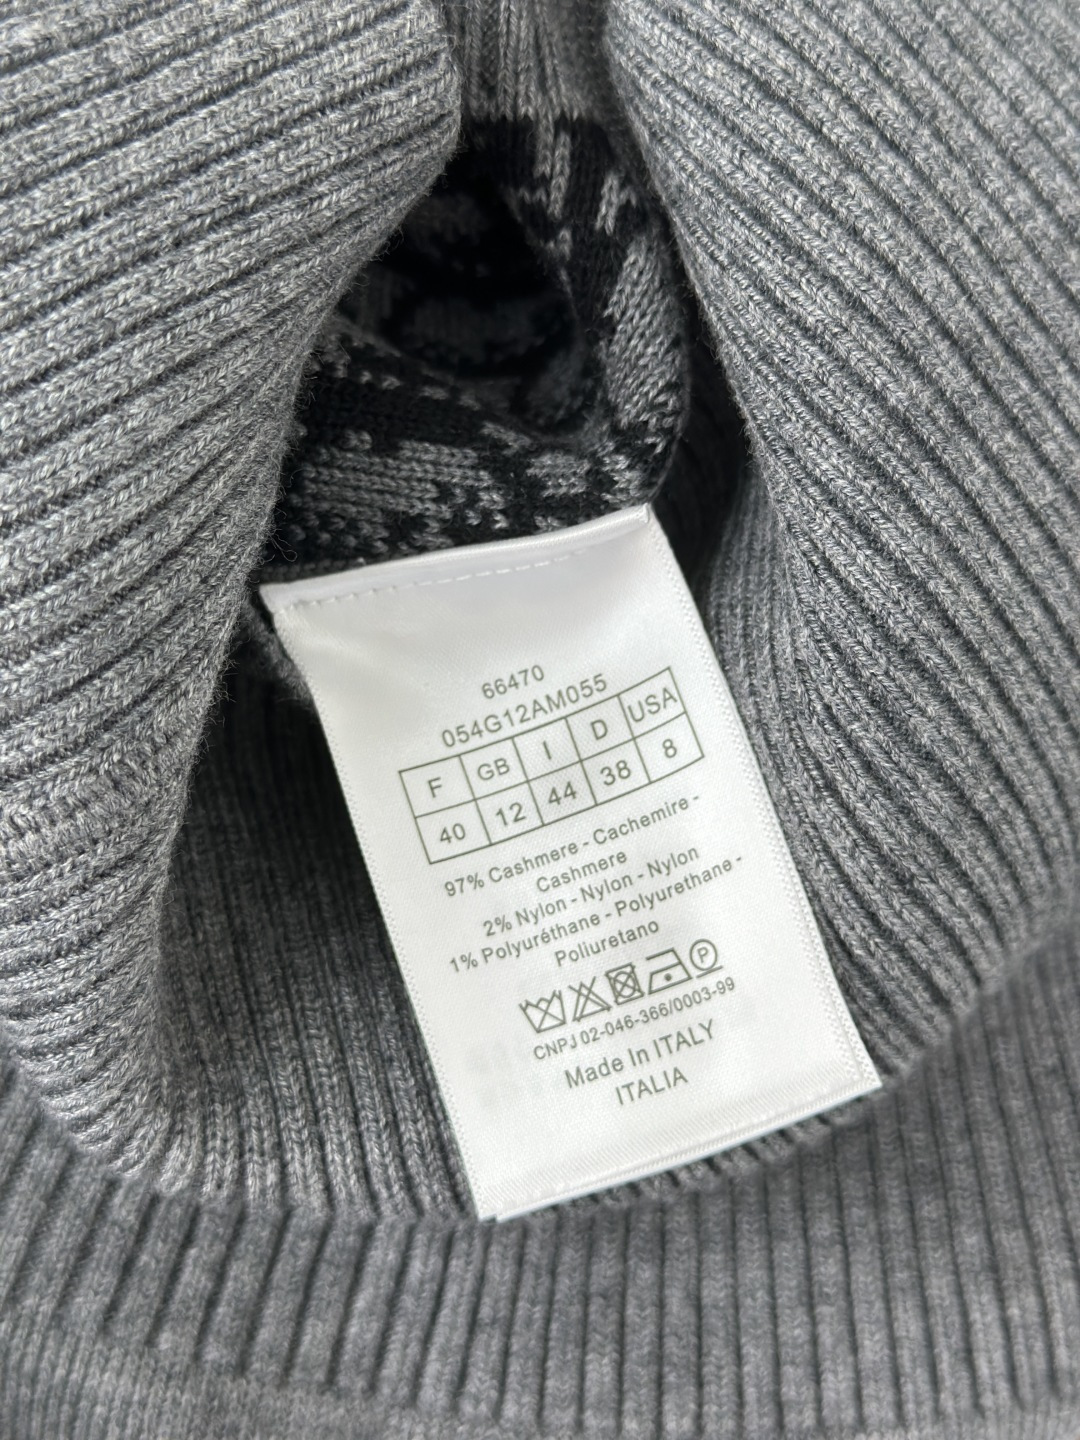 66470
054G12AM055
F GB I D USA
40 12 44 38 8
97% Cashmere - Cachemire -
Cashmere
2% Nylon - Nylon - Nylon
1% Polyuréthane - Polyurethane -
Poliuretano
P
CNPJ 02-046-366/0003-99
Made In ITALY
ITALIA